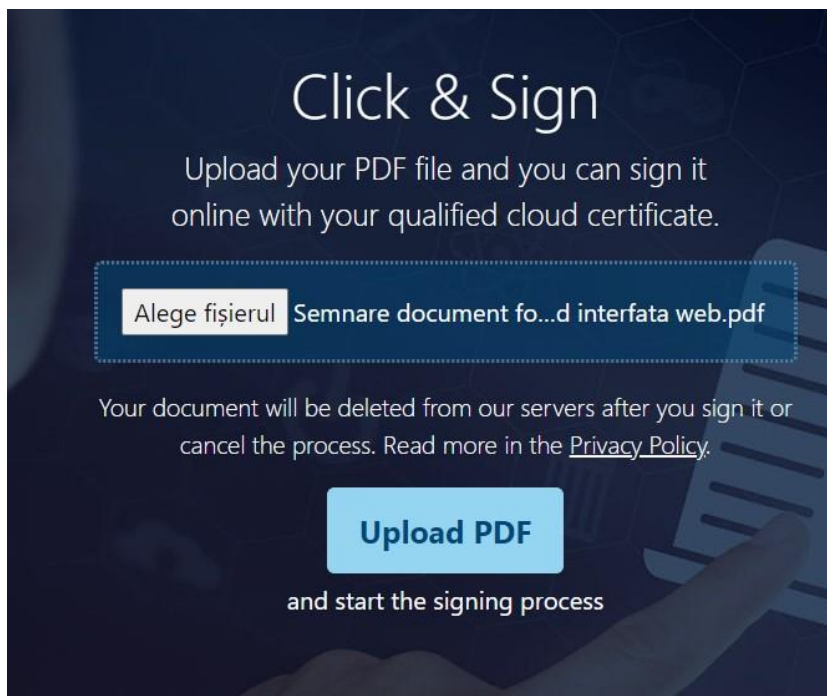 Click & Sign
Upload your PDF file and you can sign it
online with your qualified cloud certificate.
Alege fișierul Semnare document fo...d interfata web.pdf
Your document will be deleted from our servers after you sign it or
cancel the process. Read more in the Privacy Policy.
Upload PDF
and start the signing process